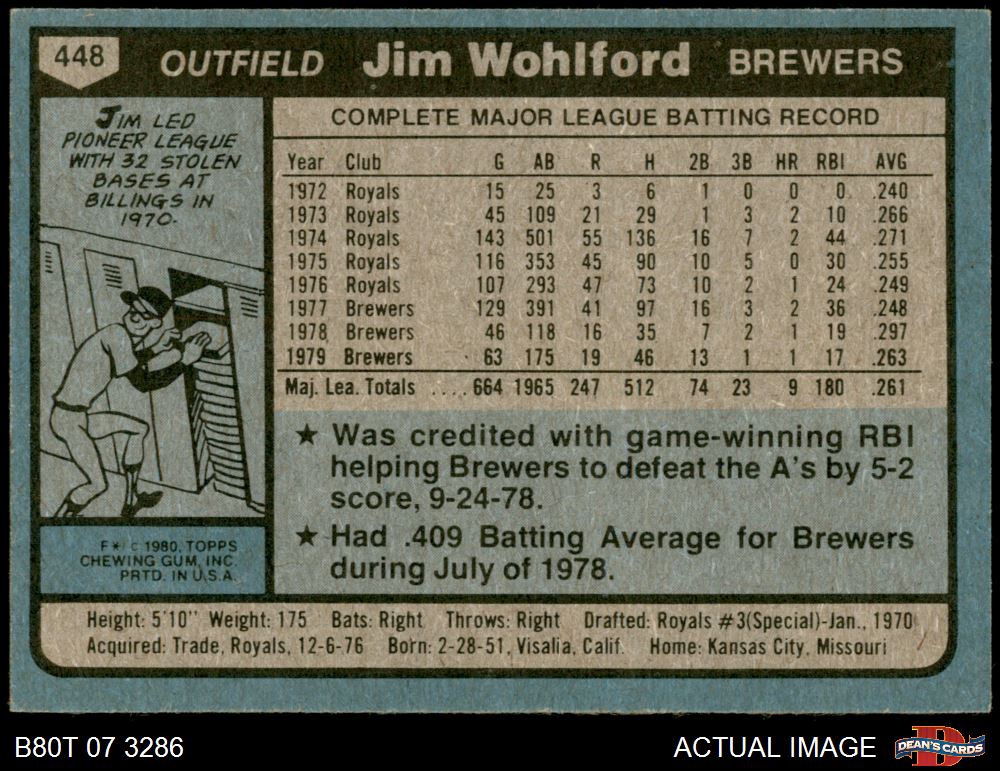 448 OUTFIELD Jim Wohlford BREWERS
JIM LED
PIONEER LEAGUE
WITH 32 STOLEN
BASES AT
BILLINGS IN
1970.
COMPLETE MAJOR LEAGUE BATTING RECORD
Year Club G AB R H 2B 3B HR RBI AVG
1972 Royals 15 25 3 6 1 0 0 0 .240
1973 Royals 45 109 21 29 1 3 2 10 .266
1974 Royals 143 501 55 136 16 7 2 44 .271
1975 Royals 116 353 45 90 10 5 0 30 .255
1976 Royals 107 293 47 73 10 2 1 24 .249
1977 Brewers 129 391 41 97 16 3 2 36 .248
1978 Brewers 46 118 16 35 7 2 1 19 .297
1979 Brewers 63 175 19 46 13 1 1 17 .263
Maj. Lea. Totals .... 664 1965 247 512 74 23 9 180 .261
★ Was credited with game-winning RBI
helping Brewers to defeat the A's by 5-2
score, 9-24-78.
★ Had .409 Batting Average for Brewers
during July of 1978.
F✶ © 1980, TOPPS
CHEWING GUM, INC.
PRTD. IN U.S.A.
Height: 5'10" Weight: 175 Bats: Right Throws: Right Drafted: Royals #3(Special)-Jan., 1970
Acquired: Trade, Royals, 12-6-76 Born: 2-28-51, Visalia, Calif. Home: Kansas City, Missouri
B80T 07 3286 ACTUAL IMAGE DEAN'S CARDS